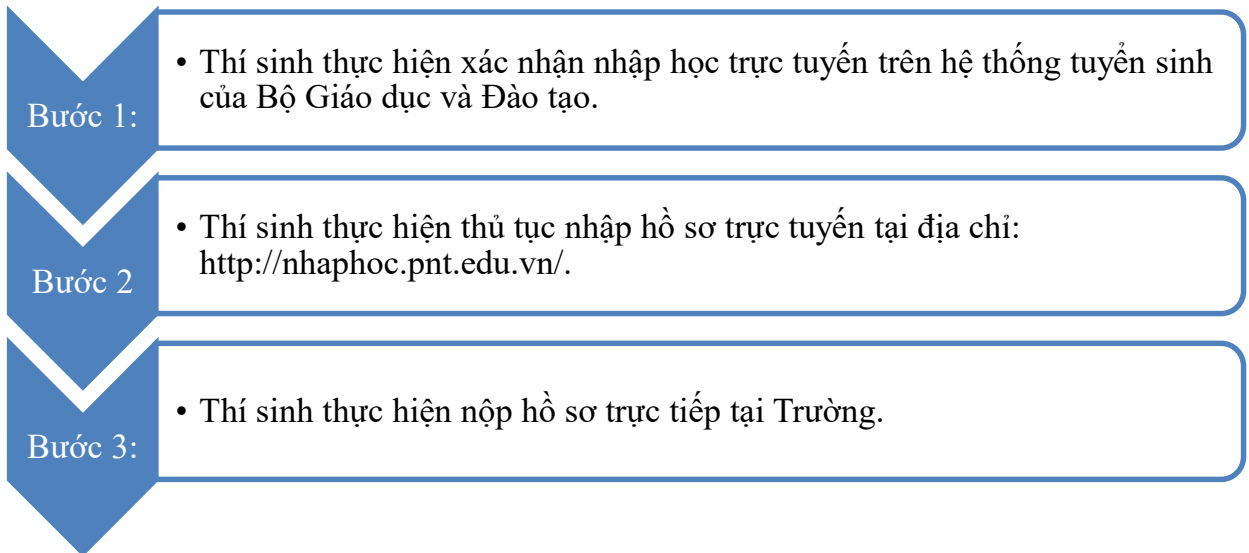 Bước 1:
• Thí sinh thực hiện xác nhận nhập học trực tuyến trên hệ thống tuyển sinh
của Bộ Giáo dục và Đào tạo.
Bước 2
• Thí sinh thực hiện thủ tục nhập hồ sơ trực tuyến tại địa chỉ:
http://nhaphoc.pnt.edu.vn/.
Bước 3:
• Thí sinh thực hiện nộp hồ sơ trực tiếp tại Trường.